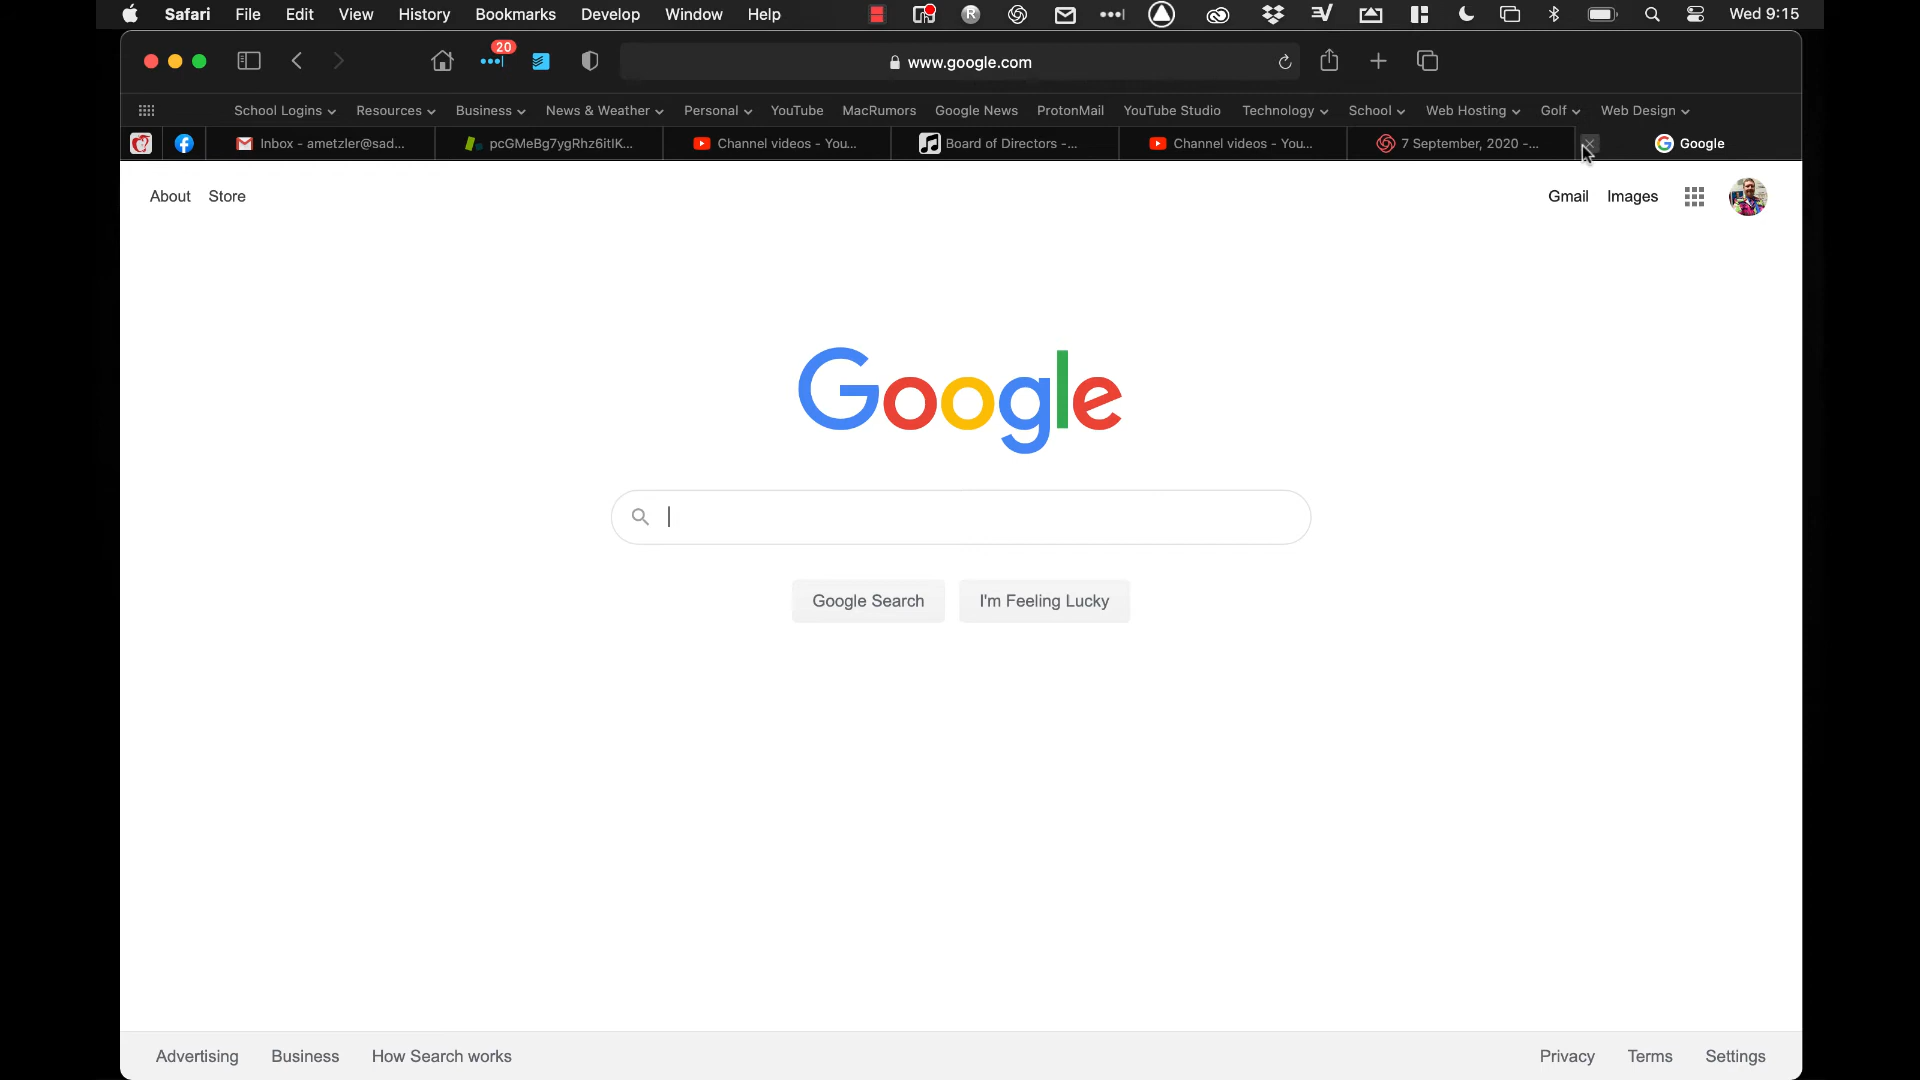 Safari File Edit View History Bookmarks Develop Window Help Wed 9:15
20
www.google.com
School Logins Resources Business News & Weather Personal YouTube MacRumors Google News ProtonMail YouTube Studio Technology School Web Hosting Golf Web Design
Inbox - ametzler@sad... pcGMeBg7ygRhz6itlK... Channel videos - You... Board of Directors -... Channel videos - You... 7 September, 2020 -... Google
About Store Gmail Images
Google
Google Search I'm Feeling Lucky
Advertising Business How Search works Privacy Terms Settings